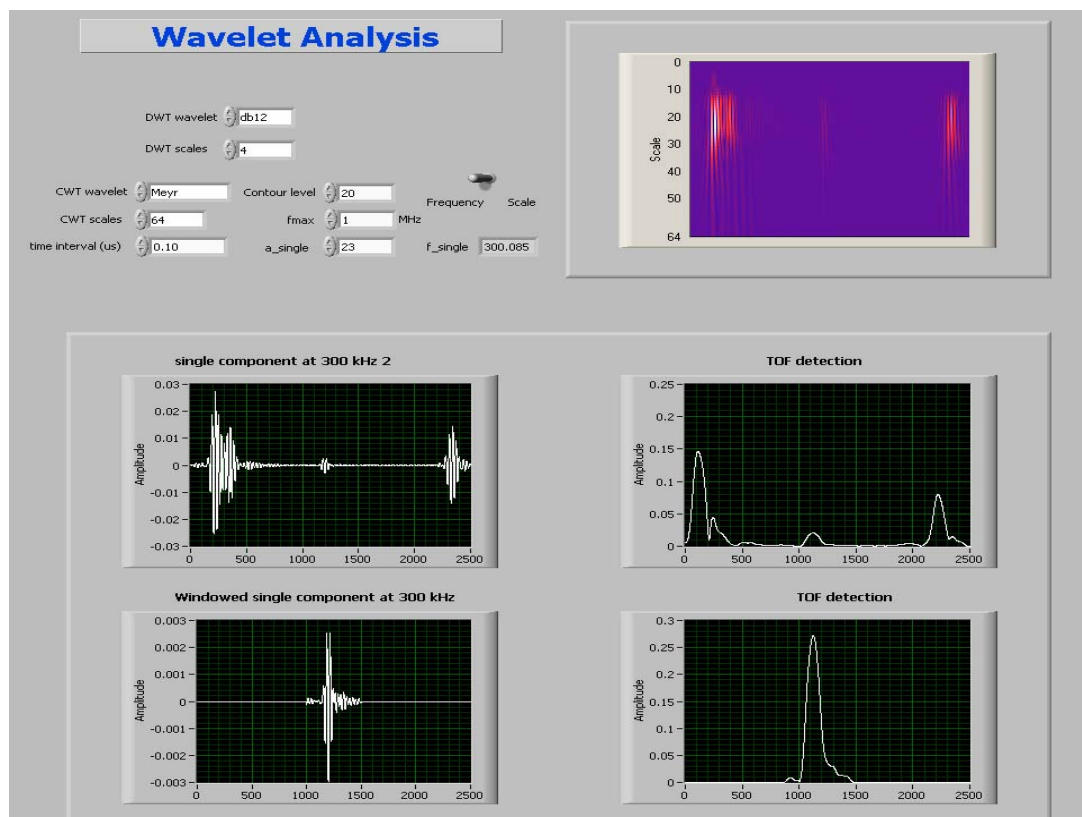 Wavelet Analysis
DWT wavelet db12
DWT scales 4
CWT wavelet Meyr Contour level 20 Frequency Scale
CWT scales 64 fmax 1 MHz
time interval (us) 0.10 a_single 23 f_single 300.085
0
10
20
30
40
50
64
Scale
single component at 300 kHz 2
0.03
0.02
0.01
0
-0.01
-0.02
-0.03
Amplitude
0 500 1000 1500 2000 2500
TOF detection
0.25
0.2
0.15
0.1
0.05
0
Amplitude
0 500 1000 1500 2000 2500
Windowed single component at 300 kHz
0.003
0.002
0.001
0
-0.001
-0.002
-0.003
Amplitude
0 500 1000 1500 2000 2500
TOF detection
0.3
0.25
0.2
0.15
0.1
0.05
0
Amplitude
0 500 1000 1500 2000 2500